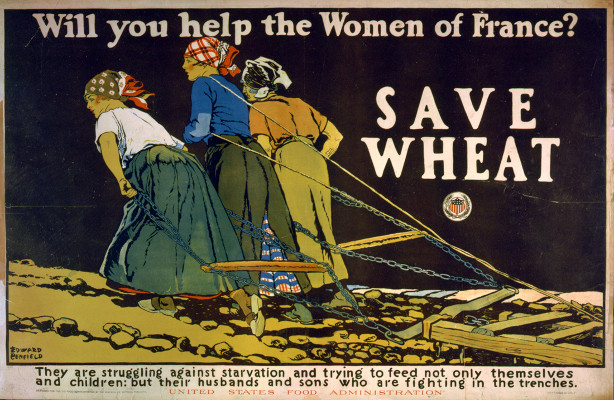 Will you help the Women of France?
SAVE
WHEAT
EDWARD
PENFIELD
They are struggling against starvation and trying to feed not only themselves
and children: but their husbands and sons who are fighting in the trenches.
UNITED STATES FOOD ADMINISTRATION